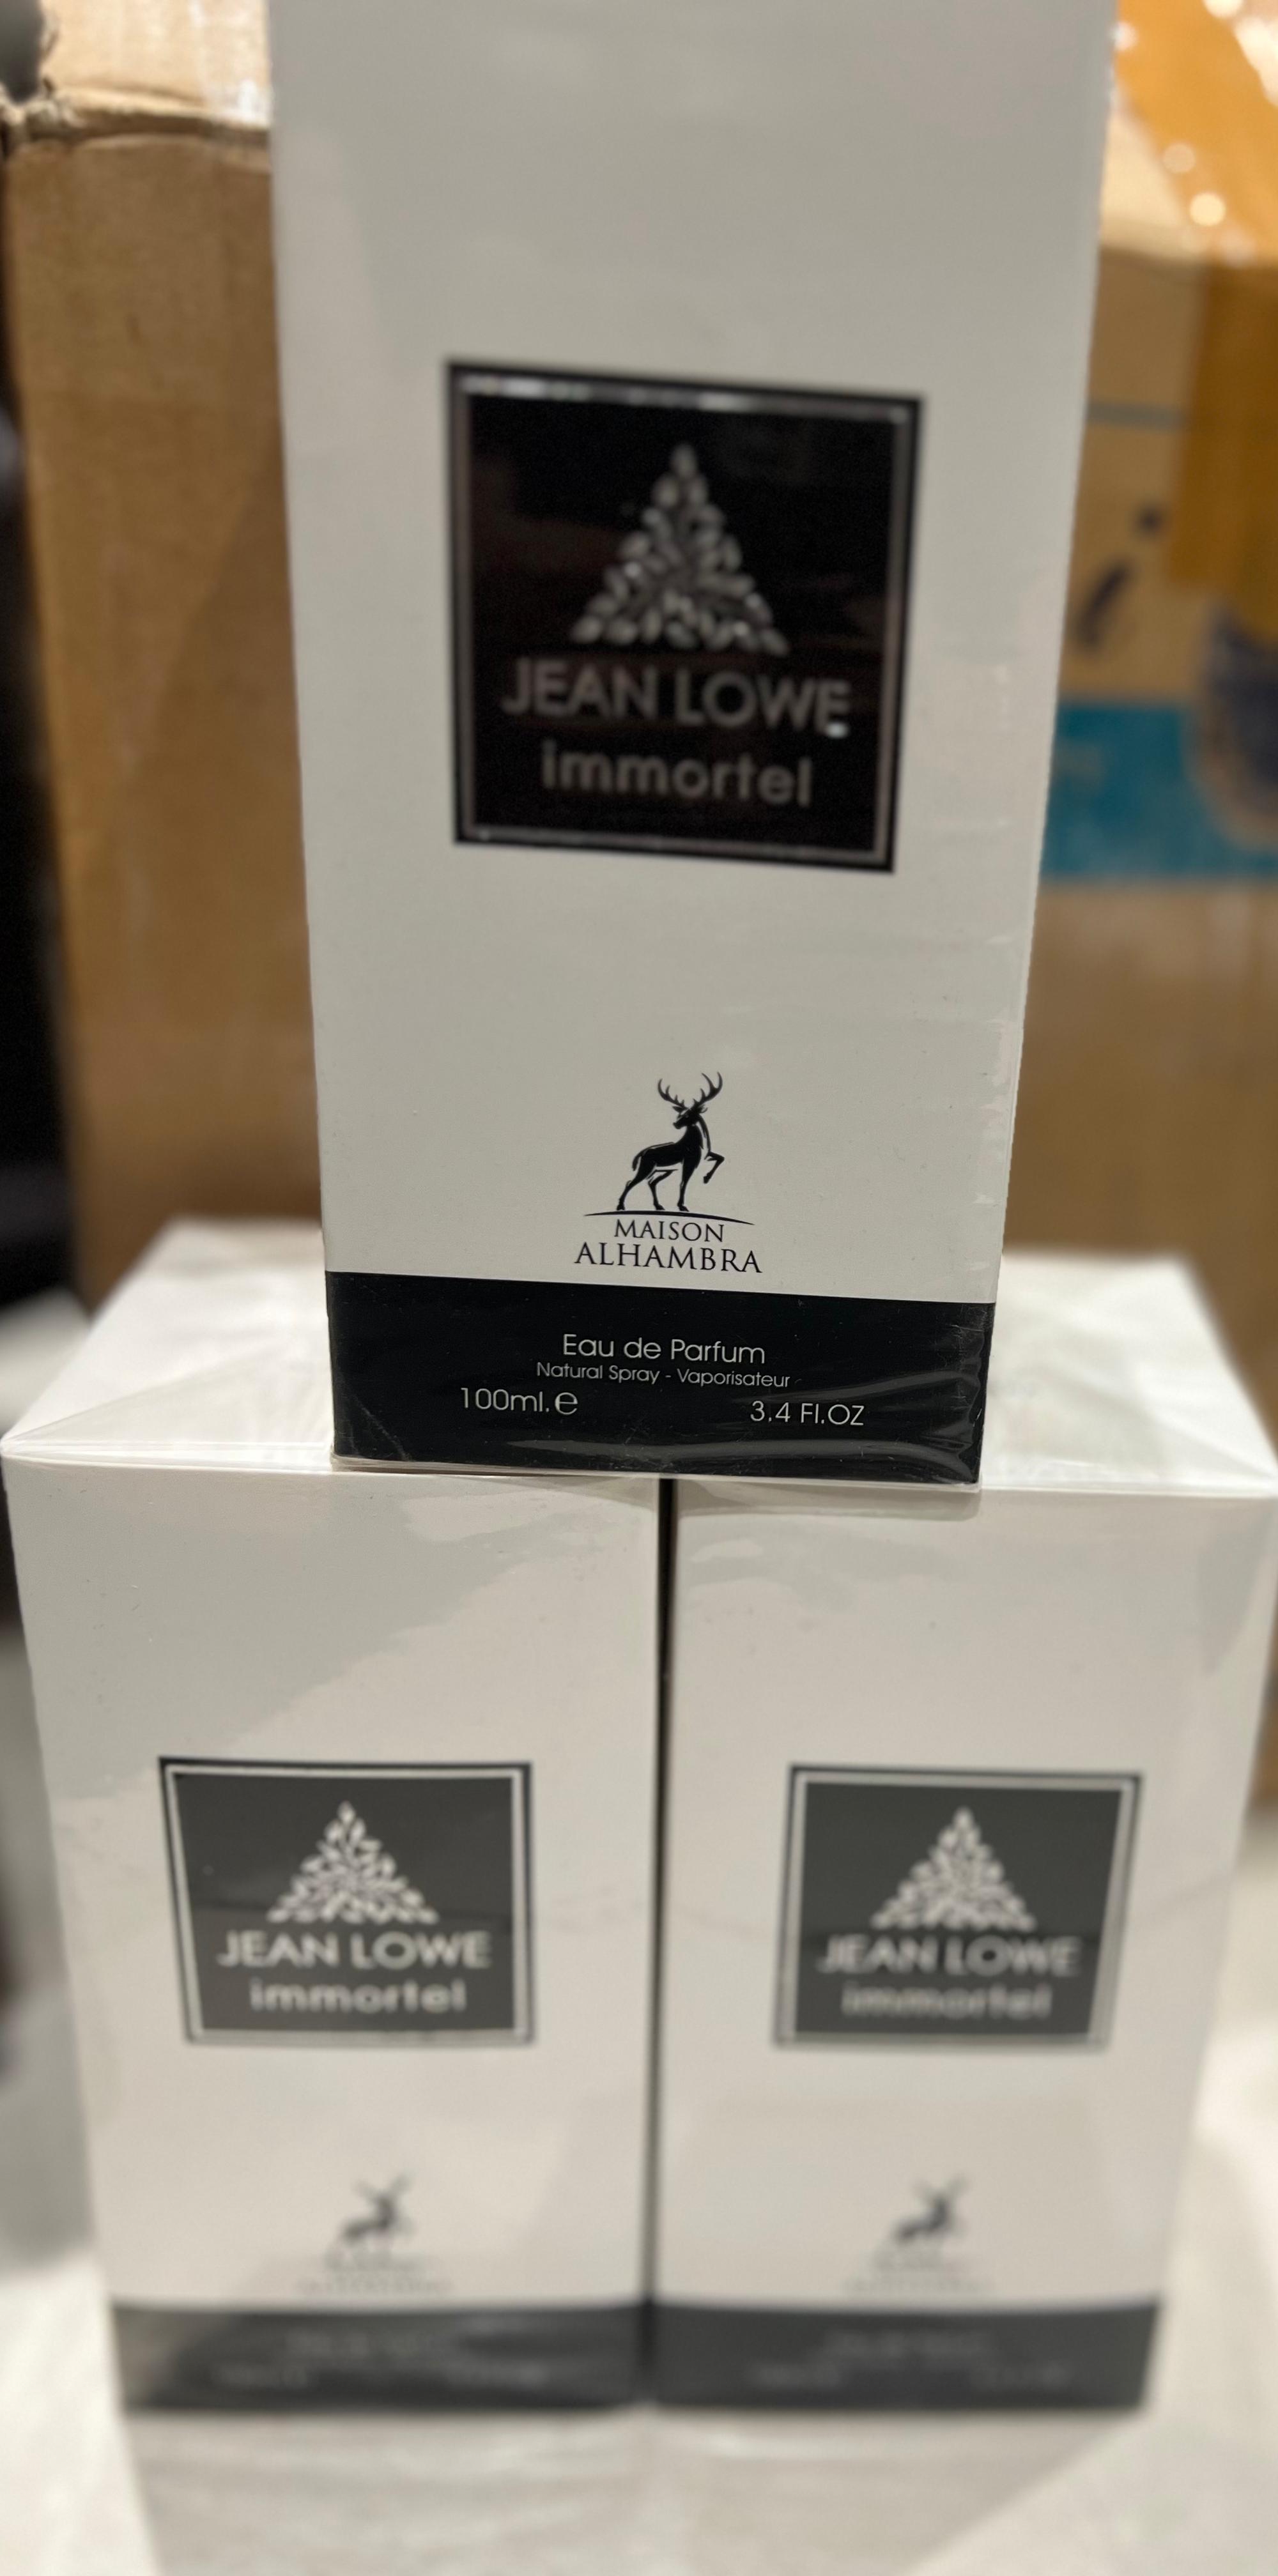 JEAN LOWE
immortel
MAISON
ALHAMBRA
Eau de Parfum
Natural Spray - Vaporisateur
100ml.e 3.4 Fl.OZ
JEAN LOWE
immortel
JEAN LOWE
immortel